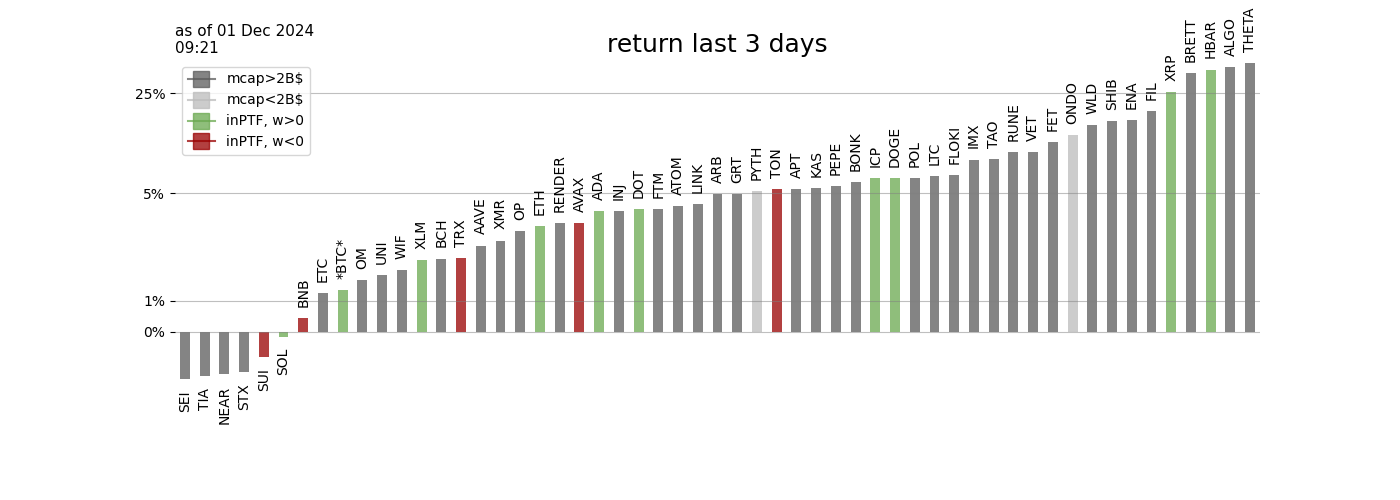 as of 01 Dec 2024
09:21
return last 3 days
mcap>2B$
mcap<2B$
inPTF, w>0
inPTF, w<0
25%
5%
1%
0%
SEI
TIA
NEAR
STX
SUI
SOL
BNB
ETC
*BTC*
OM
UNI
WIF
XLM
BCH
TRX
AAVE
XMR
OP
ETH
RENDER
AVAX
ADA
INJ
DOT
FTM
ATOM
LINK
ARB
GRT
PYTH
TON
APT
KAS
PEPE
BONK
ICP
DOGE
POL
LTC
FLOKI
IMX
TAO
RUNE
VET
FET
ONDO
WLD
SHIB
ENA
FIL
XRP
BRETT
HBAR
ALGO
THETA